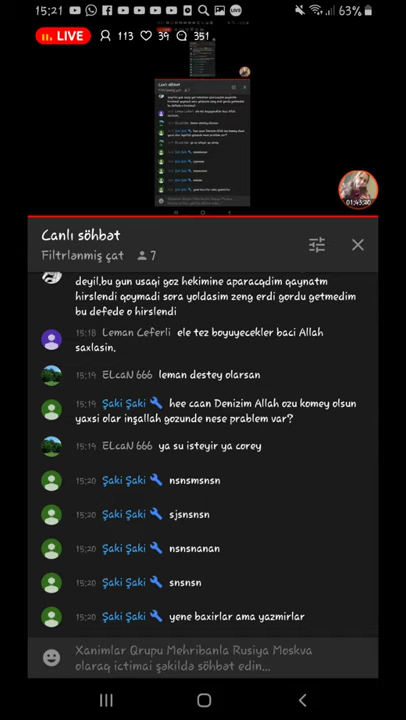 15:21
63%
LIVE 113 39 351
Canlı söhbət
01:43:20
Canlı söhbət
Filtrlənmiş çat 7
deyil,bu gun usaqi goz hekimine aparacqdim qaynatm
hirslendi qoymadi sora yoldasim zeng erdi gordu getmedim
bu defede o hirslendi
15:18 Leman Ceferli ele tez boyuyecekler baci Allah
saxlasin.
15:19 ELcaN 666 leman destey olarsan
15:19 Şaki Şaki hee caan Denizim Allah ozu komey olsun
yaxsi olar inşallah gozunde nese prablem var?
15:19 ELcaN 666 ya su isteyir ya corey
15:20 Şaki Şaki nsnsmsnsn
15:20 Şaki Şaki sjsnsnsn
15:20 Şaki Şaki nsnsnanan
15:20 Şaki Şaki snsnsn
15:20 Şaki Şaki yene baxirlar ama yazmirlar
Xanimlar Qrupu Mehribanla Rusiya Moskva
olaraq ictimai şəkildə söhbət edin...